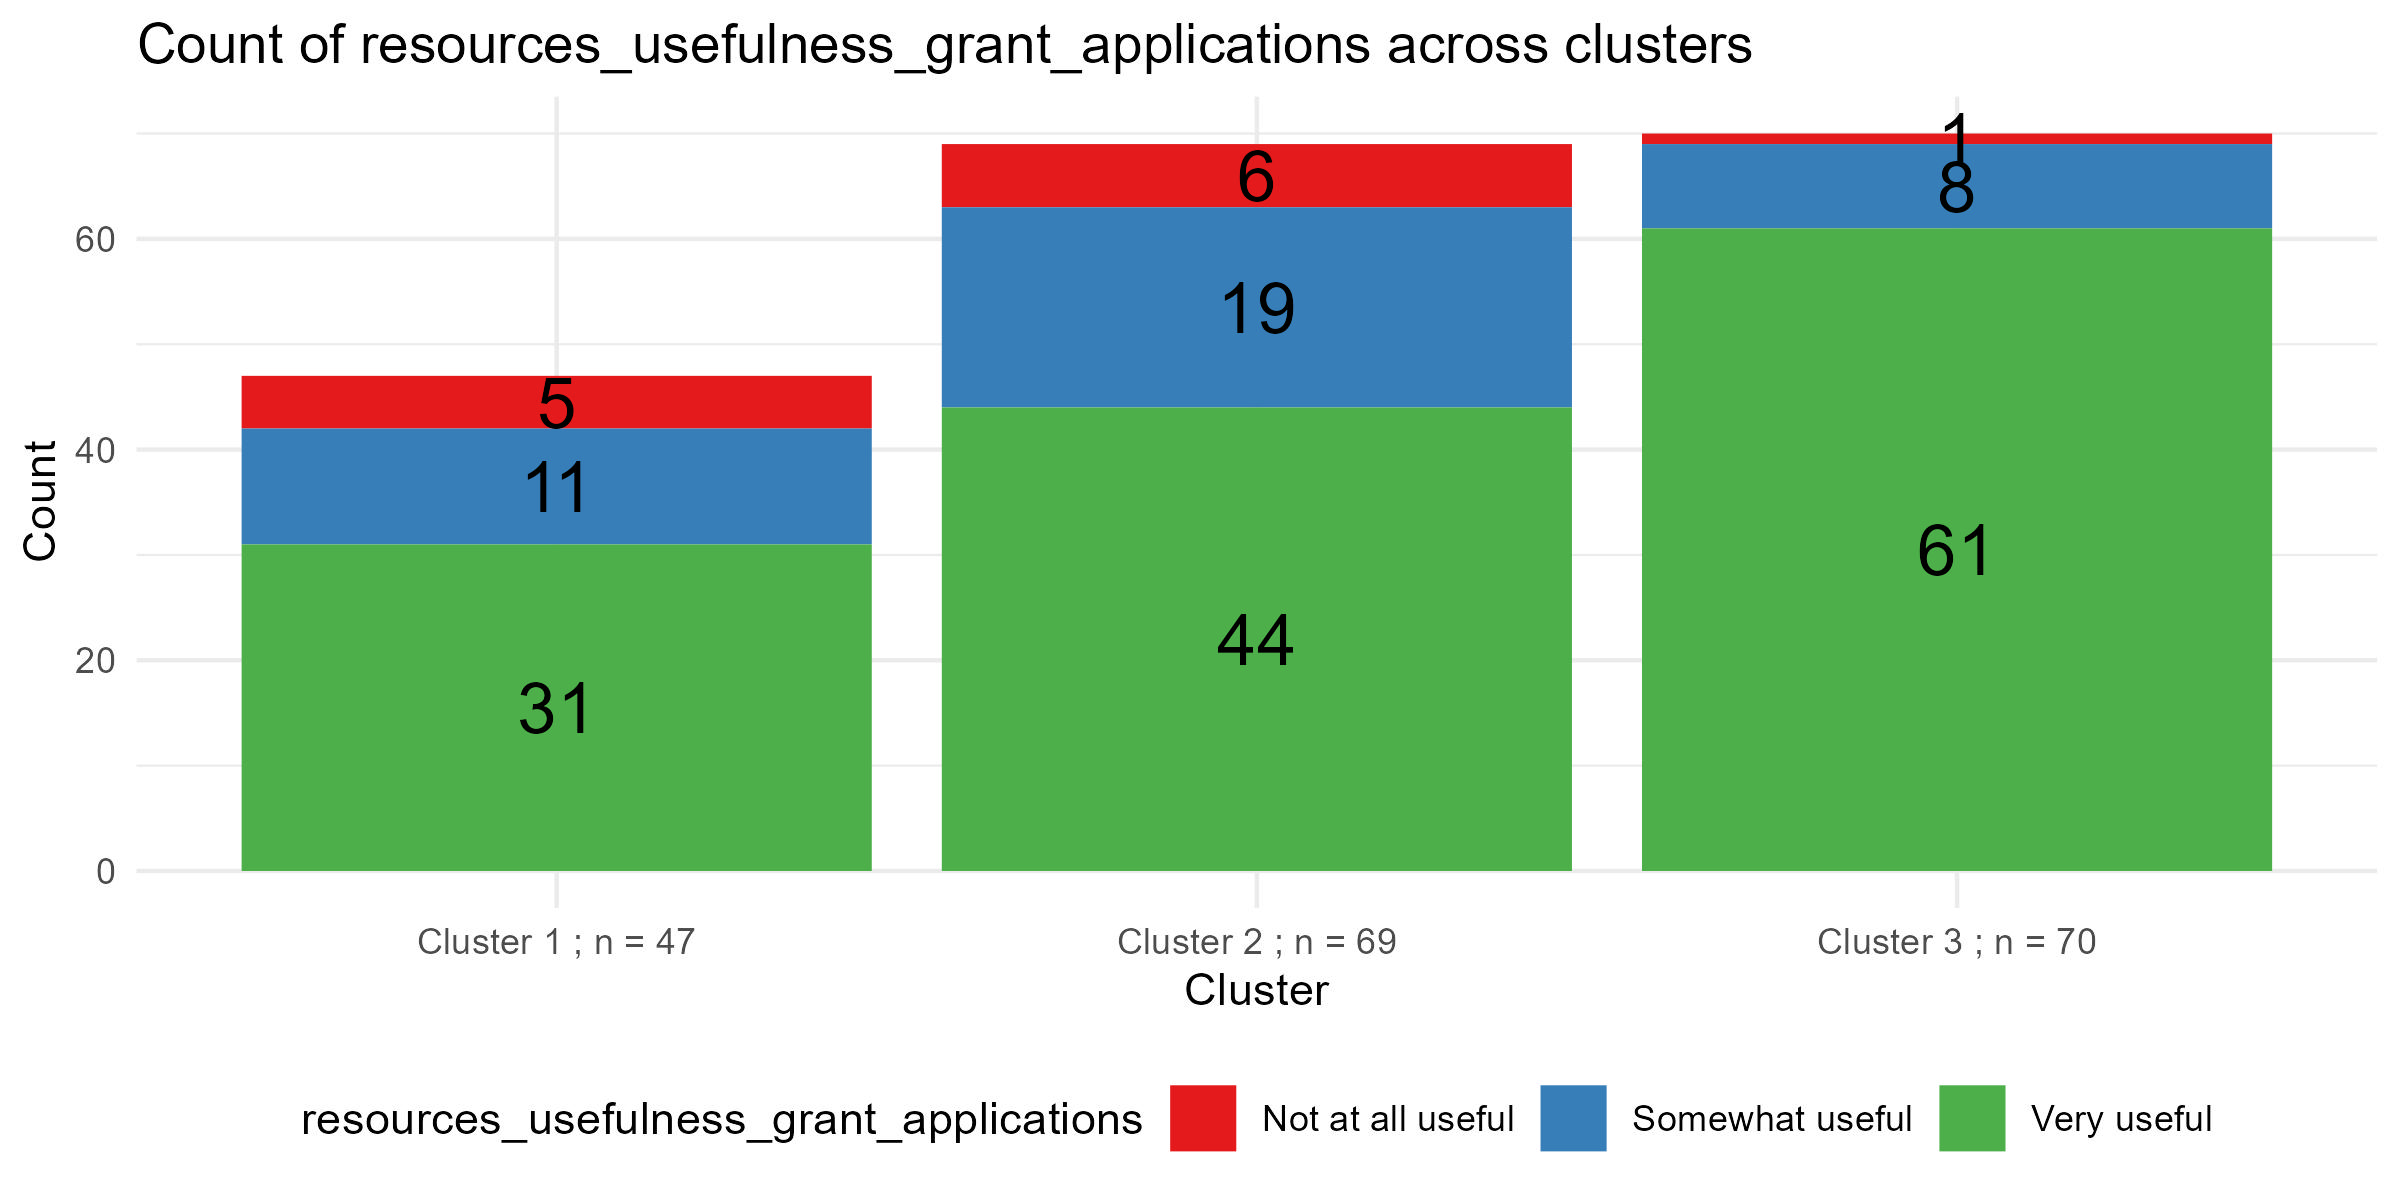 Count of resources_usefulness_grant_applications across clusters
1
6
8
60
19
5
Count
40
11
61
44
20
31
0
Cluster 1 ; n = 47
Cluster 2 ; n = 69
Cluster 3 ; n = 70
Cluster
resources_usefulness_grant_applications
Not at all useful
Somewhat useful
Very useful